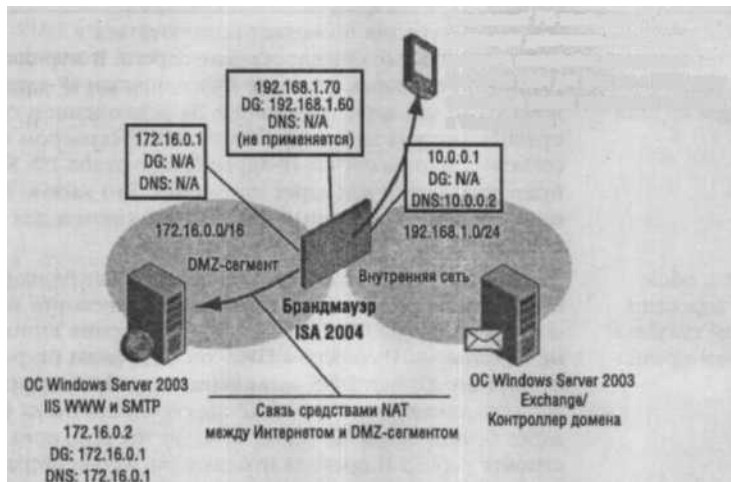 192.168.1.70
DG: 192.168.1.60
DNS: N/A
(не применяется)
172.16.0.1
DG: N/A
DNS: N/A
10.0.0.1
DG: N/A
DNS:10.0.0.2
172.16.0.0/16
192.168.1.0/24
DMZ-сегмент
Внутренняя сеть
Брандмауэр
ISA 2004
ОС Windows Server 2003
IIS WWW и SMTP
172.16.0.2
DG: 172.16.0.1
DNS: 172.16.0.1
Связь средствами NAT
между Интернетом и DMZ-сегментом
ОС Windows Server 2003
Exchange/
Контроллер домена